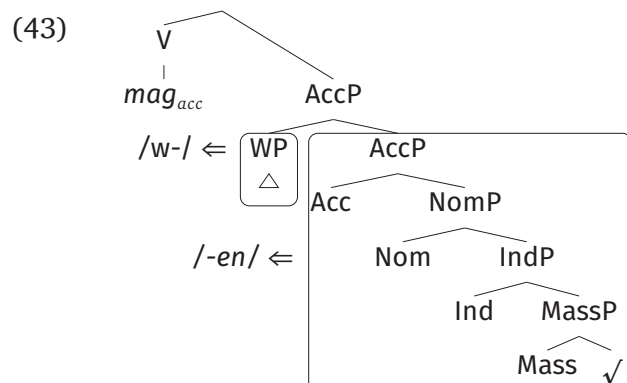 (43)
V
mag_acc AccP
/w-/ ⇐ WP AccP
△ Acc NomP
/-en/ ⇐ Nom IndP
Ind MassP
Mass √